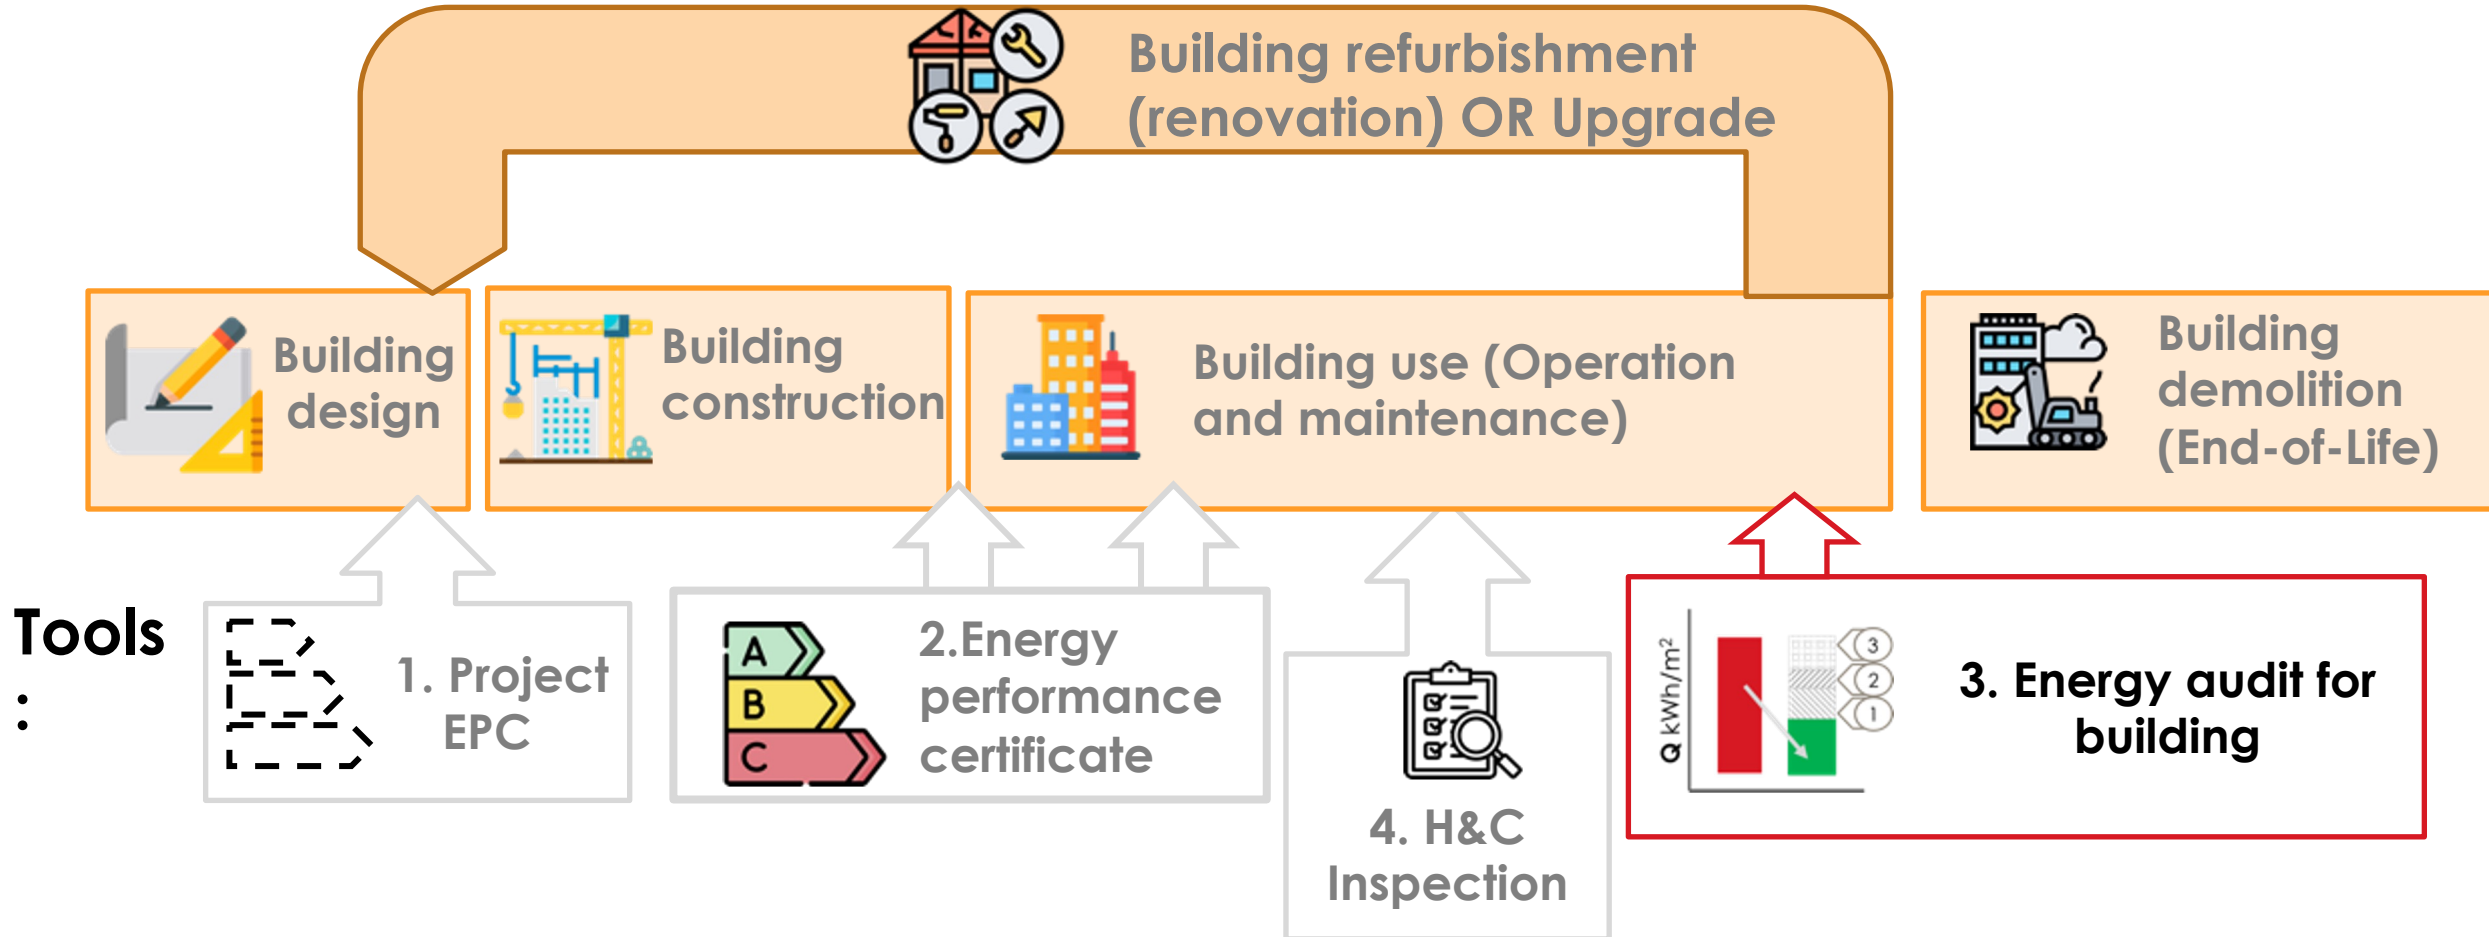 Building refurbishment
(renovation) OR Upgrade
Building
design
Building
construction
Building use (Operation
and maintenance)
Building
demolition
(End-of-Life)
Tools
:
1. Project
EPC
A
B
C
2.Energy
performance
certificate
4. H&C
Inspection
Q kWh/m²
3
2
1
3. Energy audit for
building